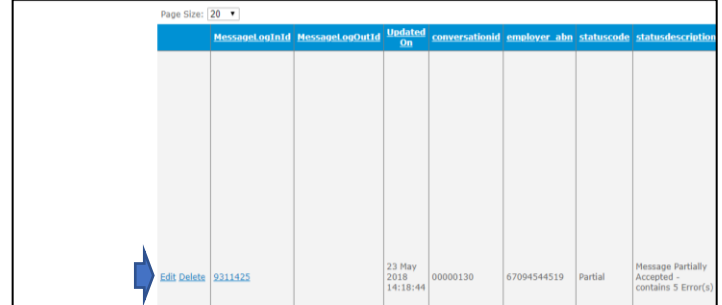 Page Size: 20
MessageLogInId MessageLogOutId Updated On conversationid employer_abn statuscode statusdescription
Edit Delete 9311425 23 May 2018 14:18:44 00000130 67094544519 Partial Message Partially Accepted - contains 5 Error(s)